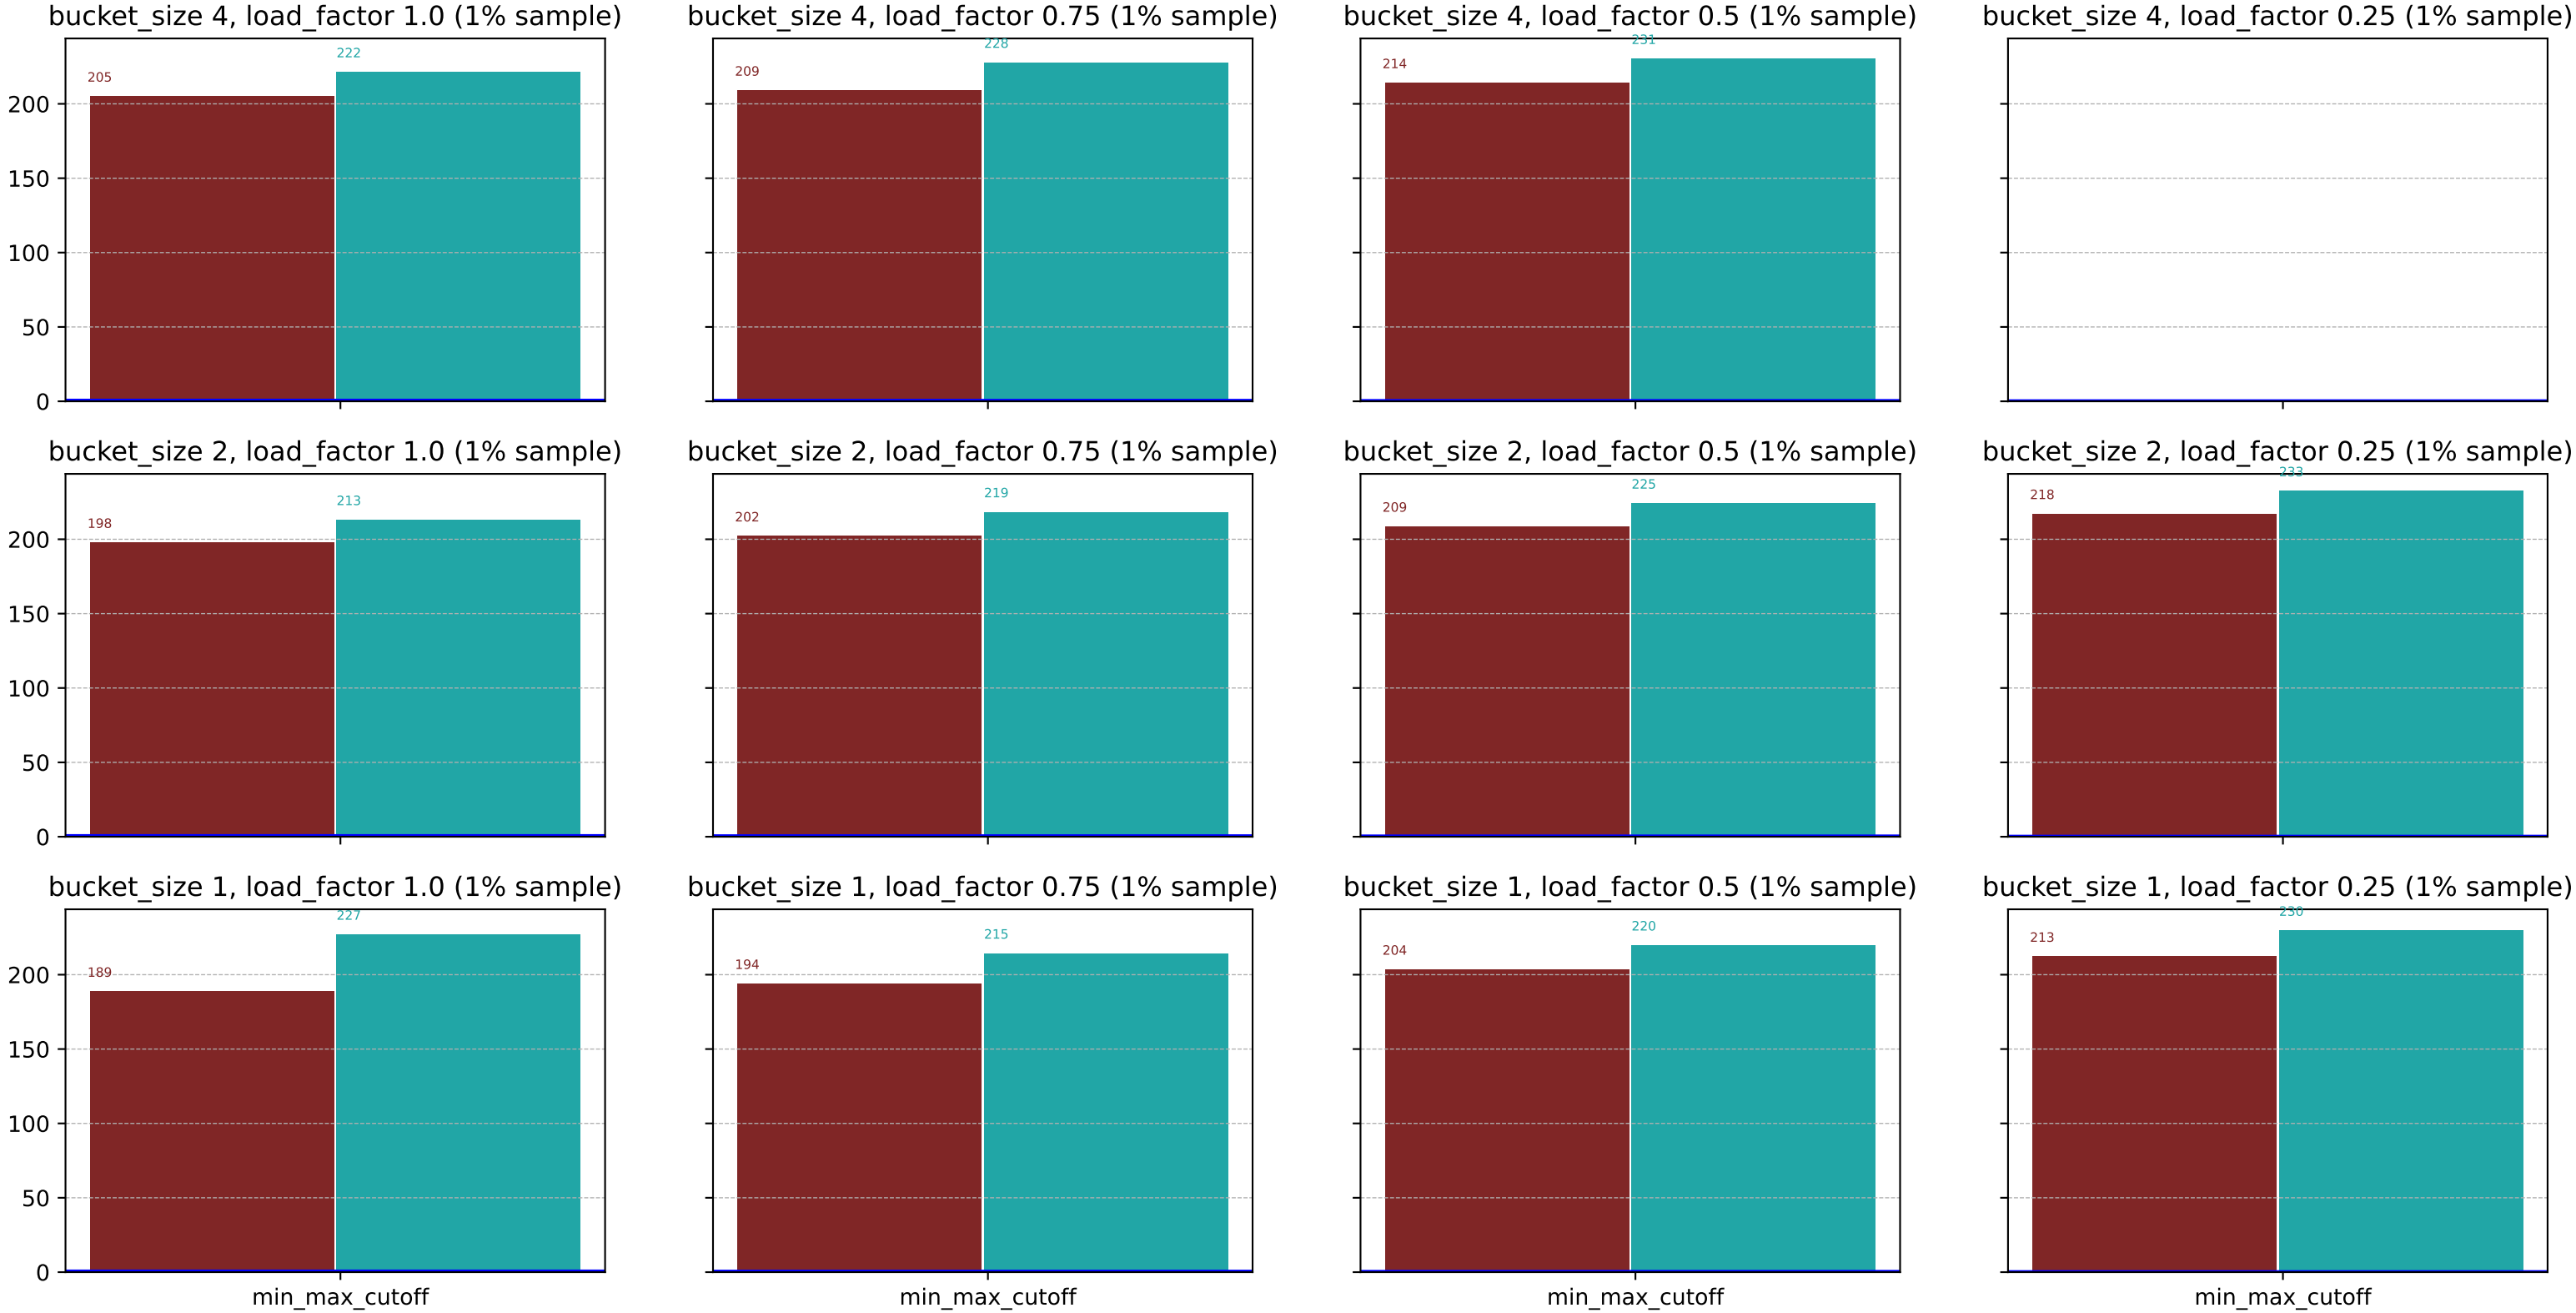 bucket_size 4, load_factor 1.0 (1% sample)
222
205
200
150
100
50
0
bucket_size 4, load_factor 0.75 (1% sample)
228
209
bucket_size 4, load_factor 0.5 (1% sample)
231
214
bucket_size 4, load_factor 0.25 (1% sample)
bucket_size 2, load_factor 1.0 (1% sample)
213
198
200
150
100
50
0
bucket_size 2, load_factor 0.75 (1% sample)
219
202
bucket_size 2, load_factor 0.5 (1% sample)
225
209
bucket_size 2, load_factor 0.25 (1% sample)
233
218
bucket_size 1, load_factor 1.0 (1% sample)
227
189
200
150
100
50
0
min_max_cutoff
bucket_size 1, load_factor 0.75 (1% sample)
215
194
min_max_cutoff
bucket_size 1, load_factor 0.5 (1% sample)
220
204
min_max_cutoff
bucket_size 1, load_factor 0.25 (1% sample)
230
213
min_max_cutoff